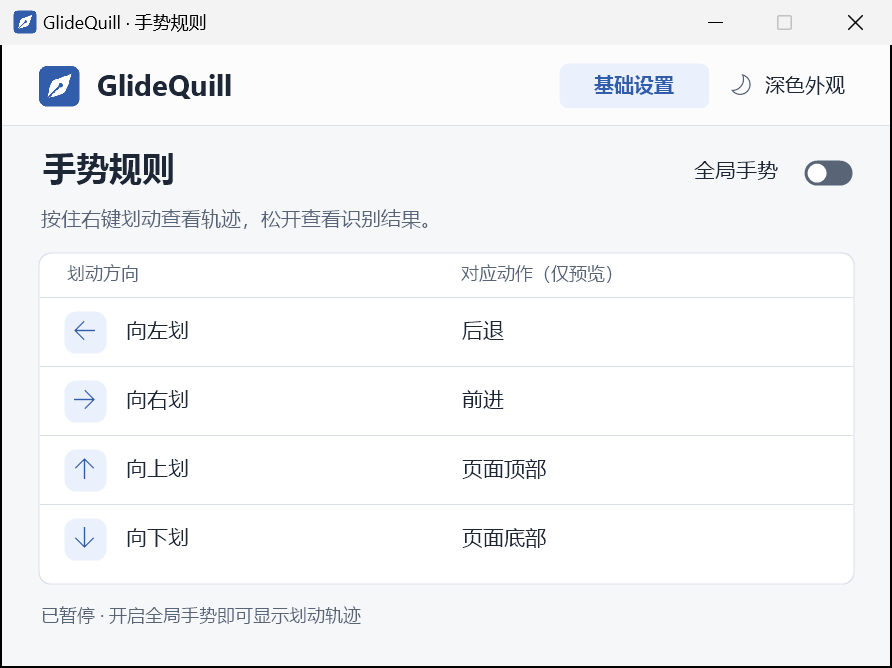 GlideQuill · 手势规则
GlideQuill
基础设置
深色外观
手势规则
全局手势
按住右键划动查看轨迹，松开查看识别结果。
划动方向
对应动作（仅预览）
向左划
后退
向右划
前进
向上划
页面顶部
向下划
页面底部
已暂停 · 开启全局手势即可显示划动轨迹